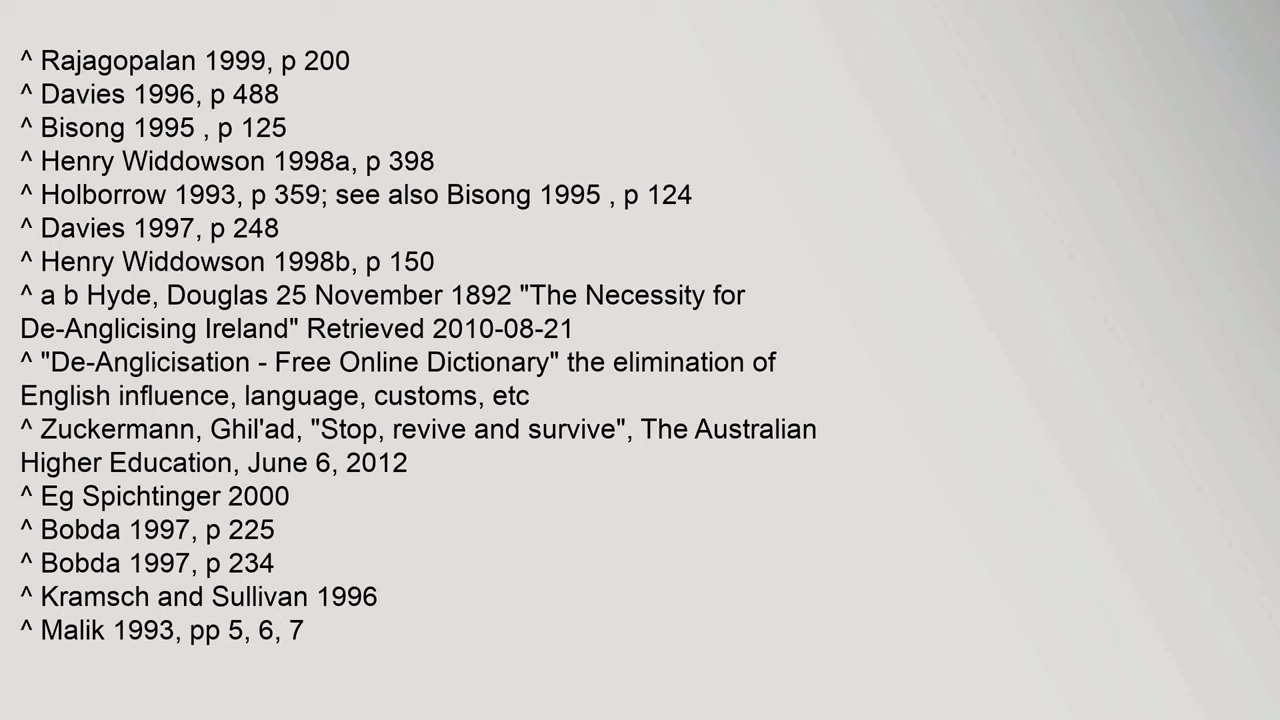 ^ Rajagopalan 1999, p 200
^ Davies 1996, p 488
^ Bisong 1995 , p 125
^ Henry Widdowson 1998a, p 398
^ Holborrow 1993, p 359; see also Bisong 1995 , p 124
^ Davies 1997, p 248
^ Henry Widdowson 1998b, p 150
^ a b Hyde, Douglas 25 November 1892 "The Necessity for
De-Anglicising Ireland" Retrieved 2010-08-21
^ "De-Anglicisation - Free Online Dictionary" the elimination of
English influence, language, customs, etc
^ Zuckermann, Ghil'ad, "Stop, revive and survive", The Australian
Higher Education, June 6, 2012
^ Eg Spichtinger 2000
^ Bobda 1997, p 225
^ Bobda 1997, p 234
^ Kramsch and Sullivan 1996
^ Malik 1993, pp 5, 6, 7